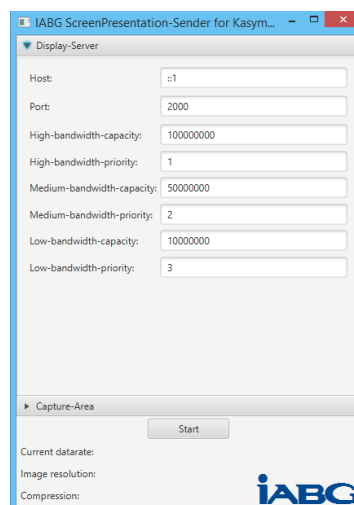 IABG ScreenPresentation-Sender for Kasym...
Display-Server
Host: ::1
Port: 2000
High-bandwidth-capacity: 100000000
High-bandwidth-priority: 1
Medium-bandwidth-capacity: 50000000
Medium-bandwidth-priority: 2
Low-bandwidth-capacity: 10000000
Low-bandwidth-priority: 3
Capture-Area
Start
Current datarate:
Image resolution:
Compression:
iABG